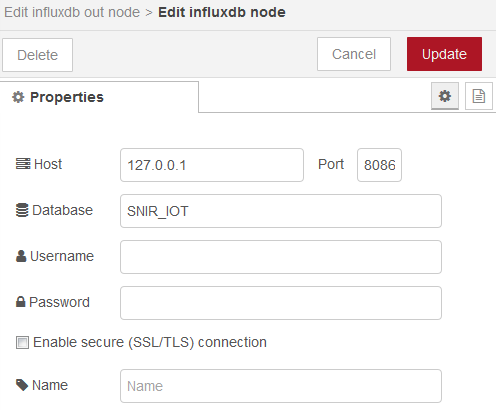 Edit influxdb out node > Edit influxdb node
Delete
Cancel
Update
Properties
Host 127.0.0.1 Port 8086
Database SNIR_IOT
Username
Password
Enable secure (SSL/TLS) connection
Name Name